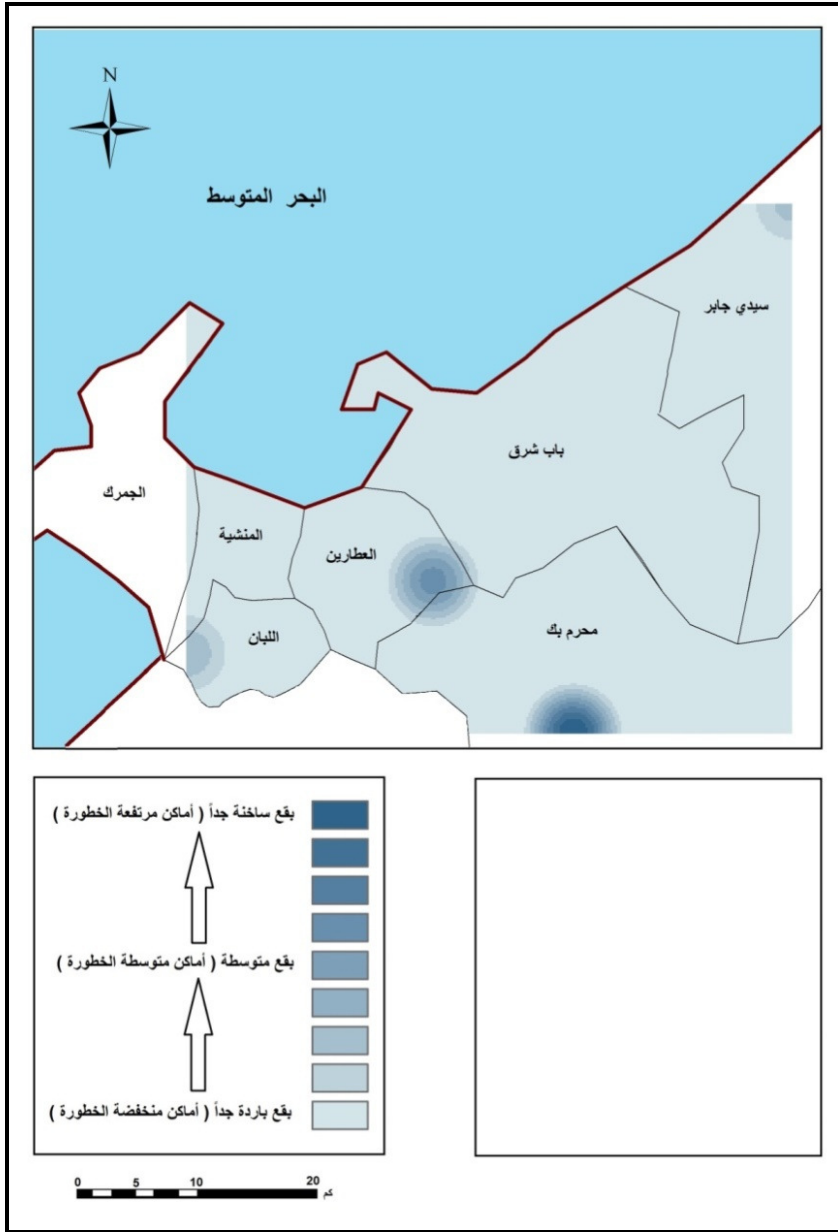 N
البحر المتوسط
سيدي جابر
باب شرق
الجمرك
المنشية
العطارين
محرم بك
اللبان
بقع ساخنة جداً ( أماكن مرتفعة الخطورة )
بقع متوسطة ( أماكن متوسطة الخطورة )
بقع باردة جداً ( أماكن منخفضة الخطورة )
0 5 10 20
كم